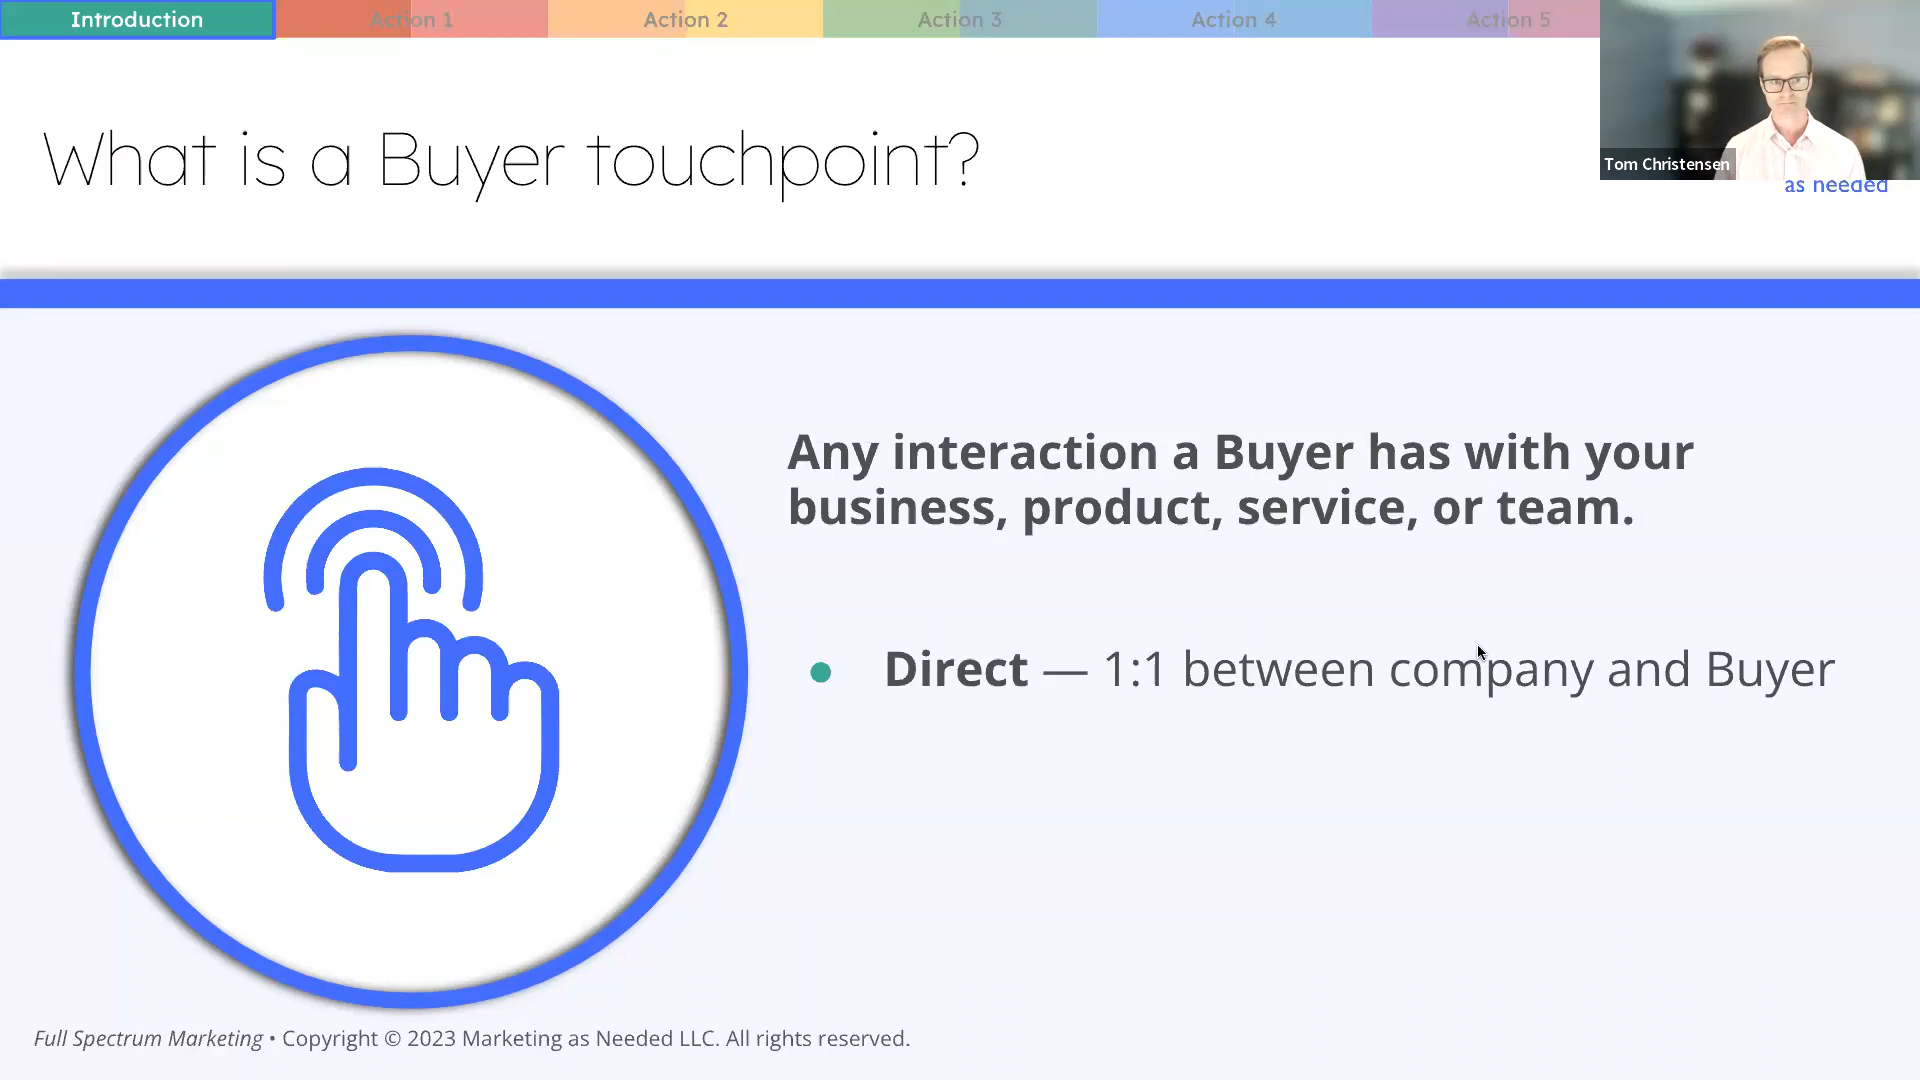 Introduction
Action 1
Action 2
Action 3
Action 4
Action 5
Tom Christensen
as needed
What is a Buyer touchpoint?
Any interaction a Buyer has with your
business, product, service, or team.
● Direct — 1:1 between company and Buyer
Full Spectrum Marketing • Copyright © 2023 Marketing as Needed LLC. All rights reserved.